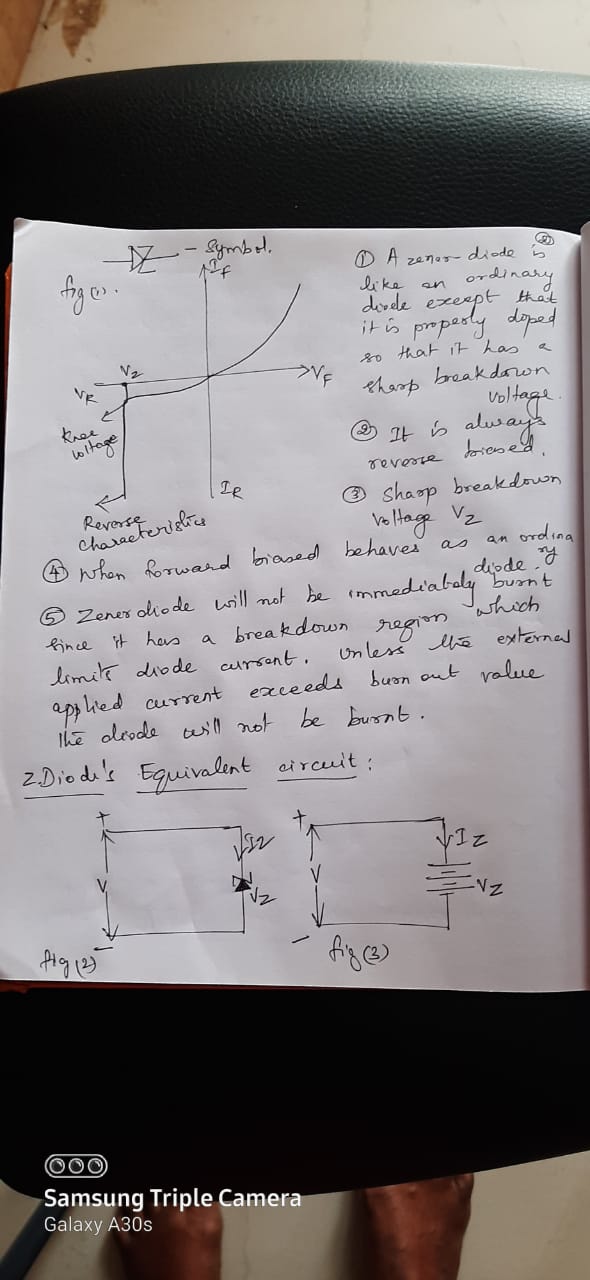 ②
- Symbol.
fig (1).
I_F
V_Z
V_R
V_F
Knee
voltage
I_R
Reverse
characteristics
① A zener diode is
like an ordinary
diode except that
it is properly doped
so that it has a
sharp breakdown
voltage.
② It is always
reverse biased.
③ Sharp breakdown
voltage V_Z
④ When forward biased behaves as an ordinary
diode.
⑤ Zener diode will not be immediately burnt
since it has a breakdown region which
limits diode current. Unless the external
applied current exceeds burn out value
the diode will not be burnt.
Z.Diode's Equivalent circuit :
+
I_Z
V
V_Z
-
fig (2)
+
I_Z
V
V_Z
-
fig (3)
Samsung Triple Camera
Galaxy A30s